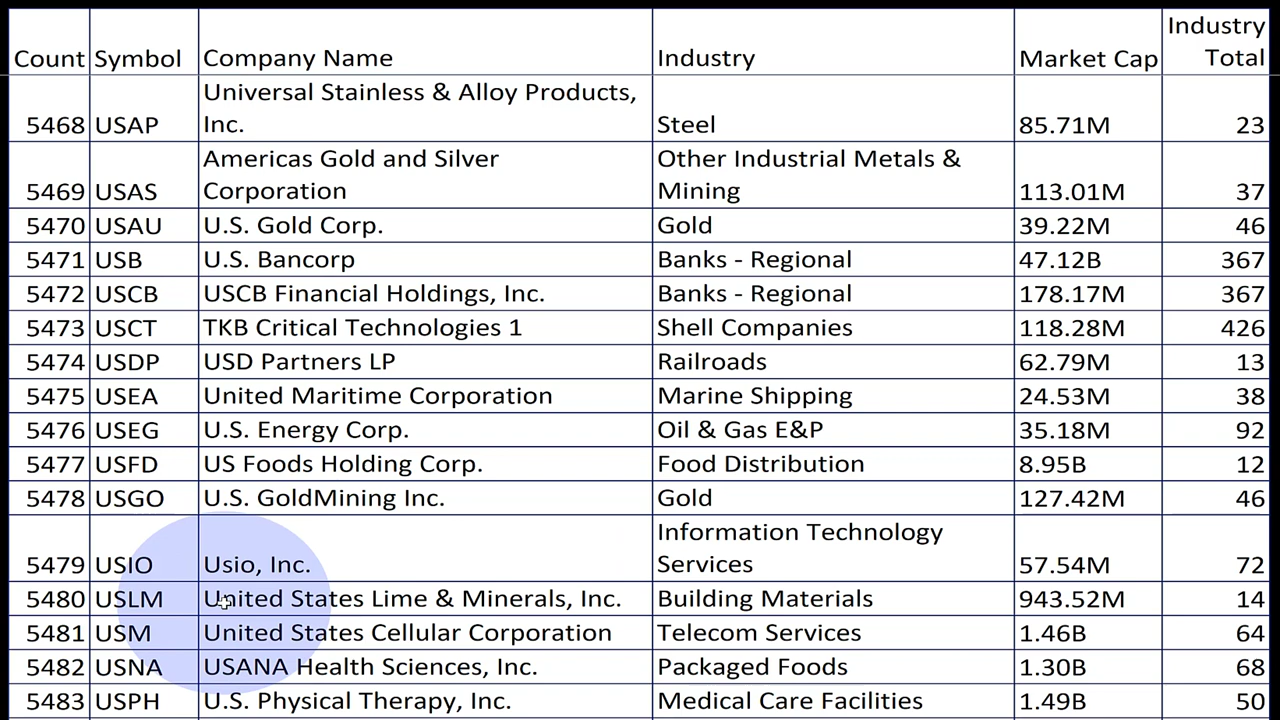 Count Symbol Company Name Industry Market Cap Industry Total
5468 USAP Universal Stainless & Alloy Products, Inc. Steel 85.71M 23
5469 USAS Americas Gold and Silver Corporation Other Industrial Metals & Mining 113.01M 37
5470 USAU U.S. Gold Corp. Gold 39.22M 46
5471 USB U.S. Bancorp Banks - Regional 47.12B 367
5472 USCB USCB Financial Holdings, Inc. Banks - Regional 178.17M 367
5473 USCT TKB Critical Technologies 1 Shell Companies 118.28M 426
5474 USDP USD Partners LP Railroads 62.79M 13
5475 USEA United Maritime Corporation Marine Shipping 24.53M 38
5476 USEG U.S. Energy Corp. Oil & Gas E&P 35.18M 92
5477 USFD US Foods Holding Corp. Food Distribution 8.95B 12
5478 USGO U.S. GoldMining Inc. Gold 127.42M 46
5479 USIO Usio, Inc. Information Technology Services 57.54M 72
5480 USLM United States Lime & Minerals, Inc. Building Materials 943.52M 14
5481 USM United States Cellular Corporation Telecom Services 1.46B 64
5482 USNA USANA Health Sciences, Inc. Packaged Foods 1.30B 68
5483 USPH U.S. Physical Therapy, Inc. Medical Care Facilities 1.49B 50